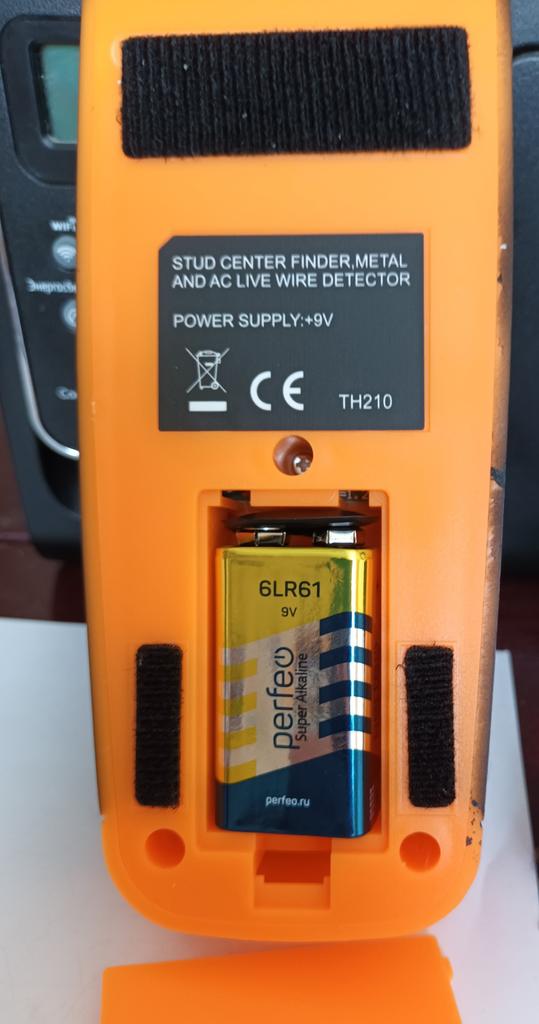 WiFi
STUD CENTER FINDER,METAL
AND AC LIVE WIRE DETECTOR
POWER SUPPLY:+9V
CE
TH210
6LR61
9V
perfeo
Super Alkaline
perfeo.ru